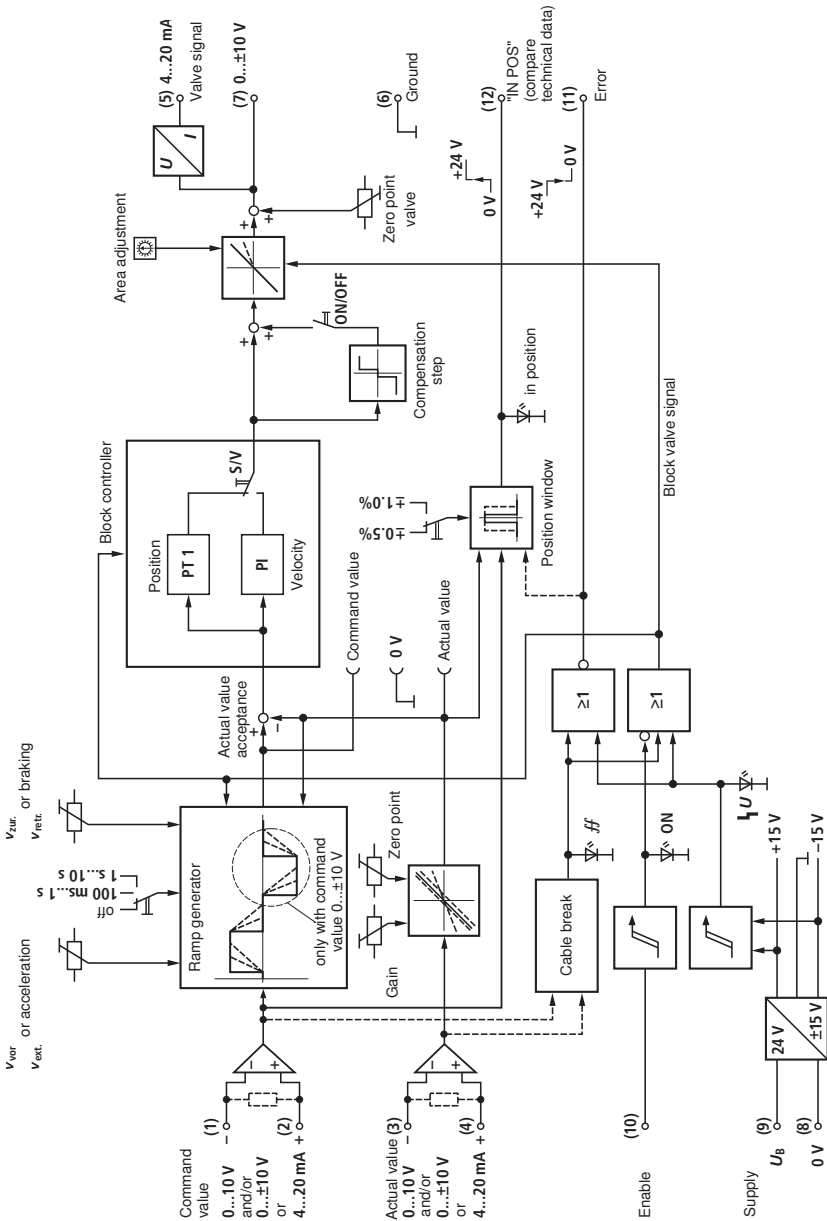 v vor or acceleration
v ext.
v zur. or braking
v retr.
off
100 ms...1 s
1 s...10 s
Command
value
0...10 V
and/or
0...±10 V
or
4...20 mA
(1)
−
(2)
+
−
+
Ramp generator
only with command
value 0...±10 V
Actual value
acceptance
+
−
Block controller
Position
PT 1
PI
Velocity
S/V
+
+
ON/OFF
Compensation
step
Area adjustment
+
+
Zero point
valve
U
I
(5) 4...20 mA
Valve signal
(7) 0...±10 V
(6)
Ground
Command value
0 V
Actual value
Actual value
0...10 V
and/or
0...±10 V
or
4...20 mA
(3)
−
(4)
+
−
+
Gain
Zero point
±0.5%
±1.0%
Position window
in position
0 V
+24 V
(12)
"IN POS"
(compare
technical data)
+24 V
0 V
(11)
Error
Cable break
ff
≥1
≥1
Block valve signal
Enable
(10)
ON
U
Supply
U B
(9)
0 V
(8)
24 V
±15 V
+15 V
−15 V